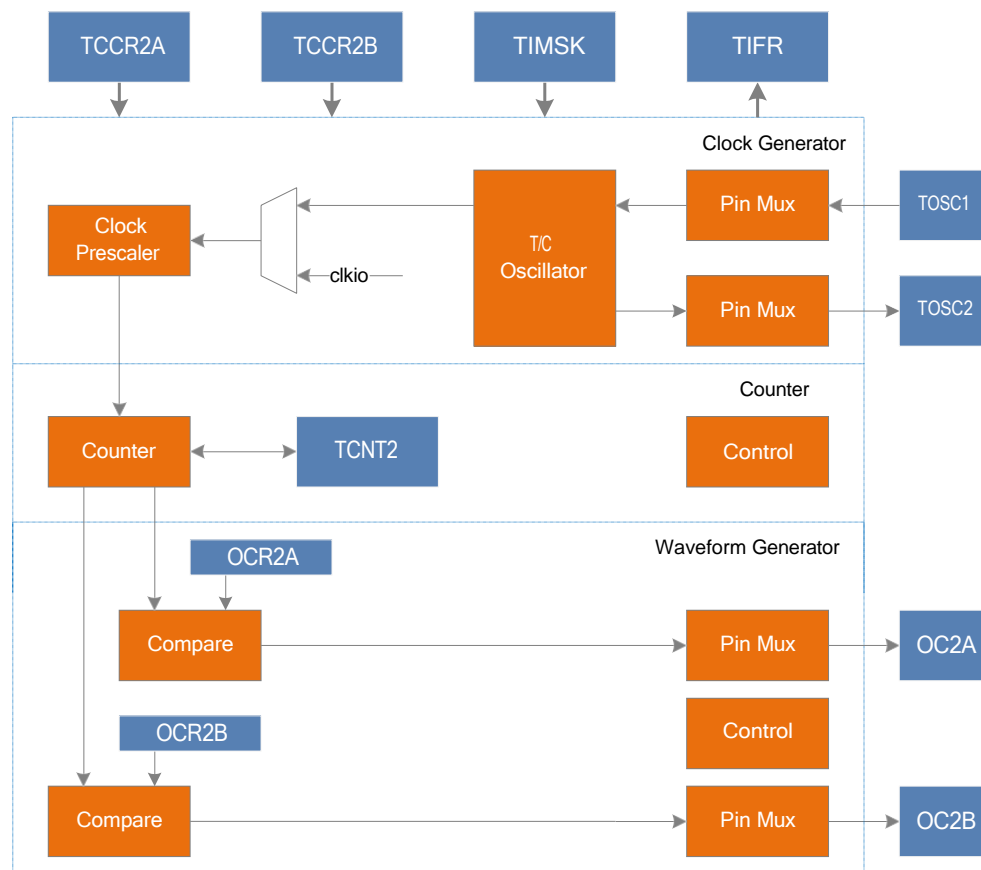 TCCR2A
TCCR2B
TIMSK
TIFR
Clock Generator
Clock
Prescaler
clkio
T/C
Oscillator
Pin Mux
TOSC1
Pin Mux
TOSC2
Counter
Counter
TCNT2
Control
Waveform Generator
OCR2A
Compare
Pin Mux
OC2A
OCR2B
Control
Compare
Pin Mux
OC2B